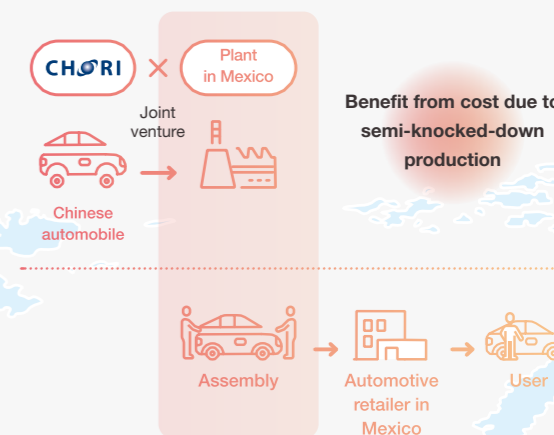 CHORI
Plant
in Mexico
Joint
venture
Chinese
automobile
Benefit from cost due to
semi-knocked-down
production
Assembly
Automotive
retailer in
Mexico
User